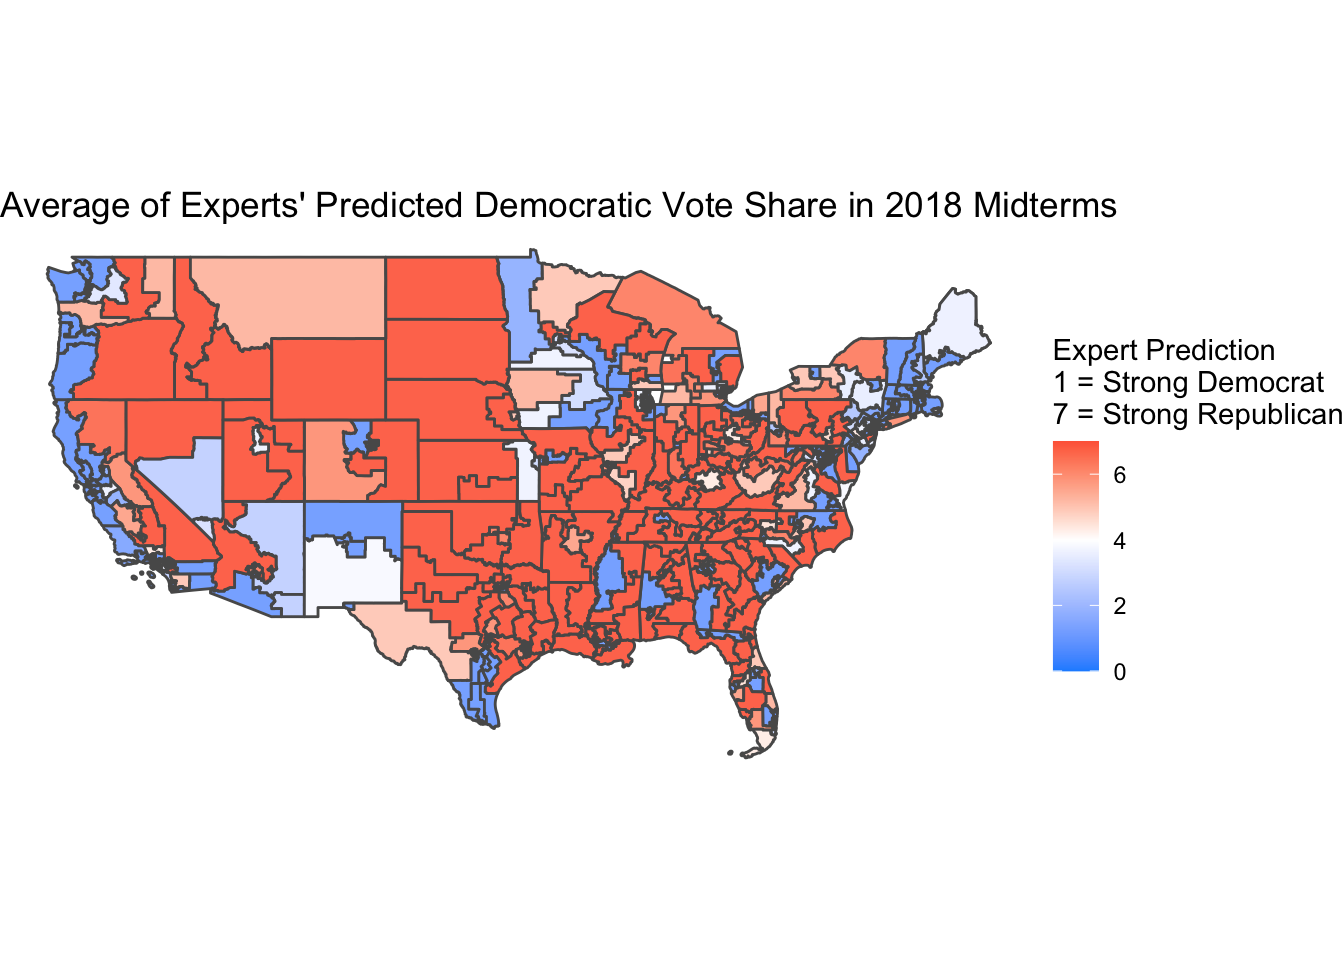 Average of Experts' Predicted Democratic Vote Share in 2018 Midterms
Expert Prediction
1 = Strong Democrat
7 = Strong Republican
6
4
2
0